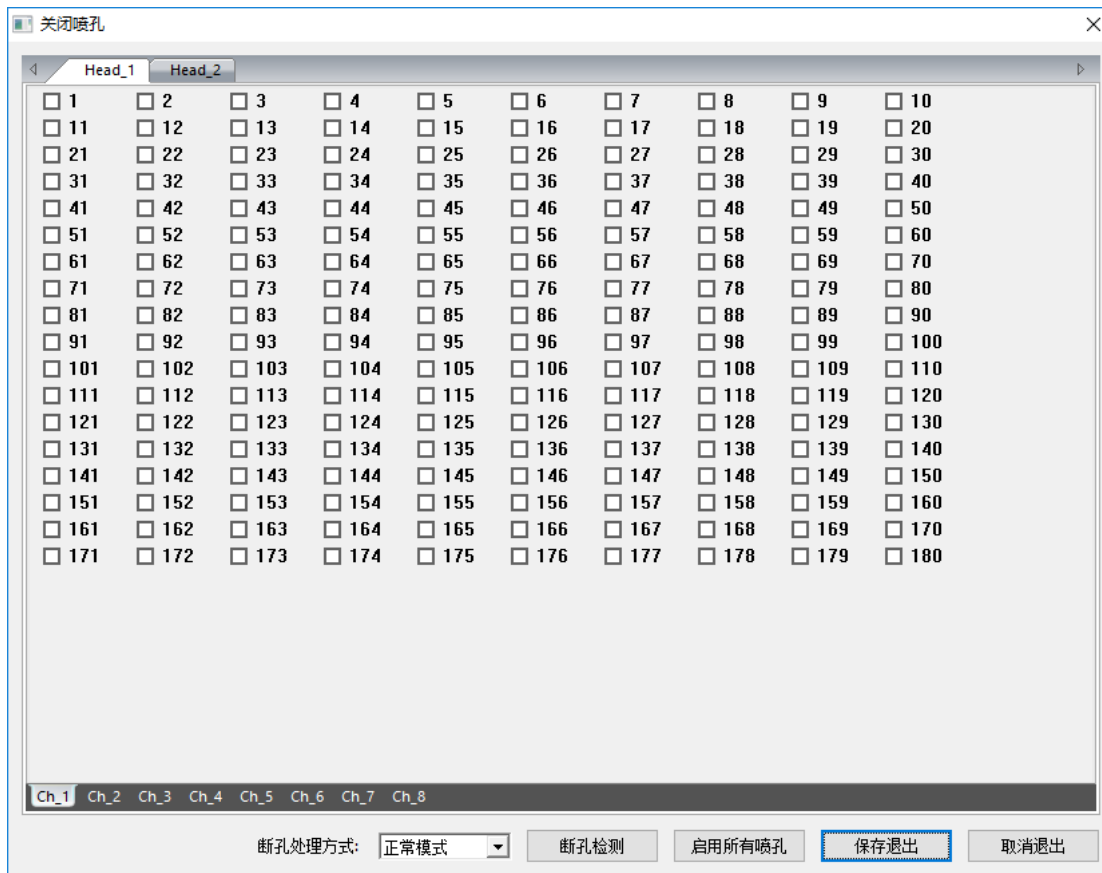 关闭喷孔
Head_1 Head_2
1 2 3 4 5 6 7 8 9 10
11 12 13 14 15 16 17 18 19 20
21 22 23 24 25 26 27 28 29 30
31 32 33 34 35 36 37 38 39 40
41 42 43 44 45 46 47 48 49 50
51 52 53 54 55 56 57 58 59 60
61 62 63 64 65 66 67 68 69 70
71 72 73 74 75 76 77 78 79 80
81 82 83 84 85 86 87 88 89 90
91 92 93 94 95 96 97 98 99 100
101 102 103 104 105 106 107 108 109 110
111 112 113 114 115 116 117 118 119 120
121 122 123 124 125 126 127 128 129 130
131 132 133 134 135 136 137 138 139 140
141 142 143 144 145 146 147 148 149 150
151 152 153 154 155 156 157 158 159 160
161 162 163 164 165 166 167 168 169 170
171 172 173 174 175 176 177 178 179 180
Ch_1 Ch_2 Ch_3 Ch_4 Ch_5 Ch_6 Ch_7 Ch_8
断孔处理方式: 正常模式 断孔检测 启用所有喷孔 保存退出 取消退出